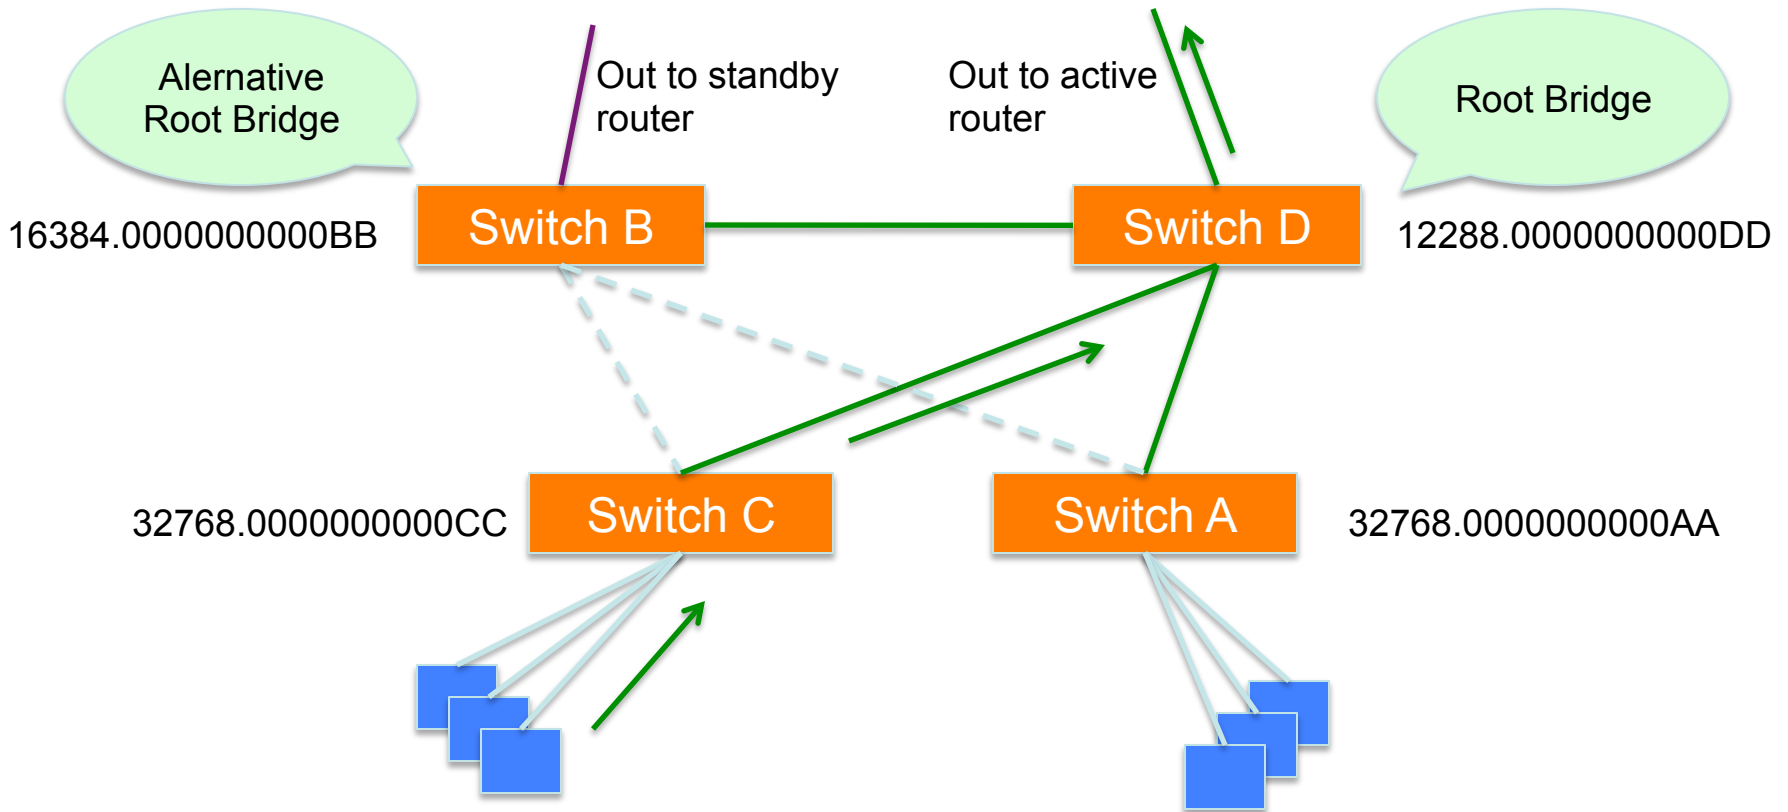 Alernative
Root Bridge
Out to standby
router
Out to active
router
Root Bridge
16384.0000000000BB
Switch B
Switch D
12288.0000000000DD
32768.0000000000CC
Switch C
Switch A
32768.0000000000AA